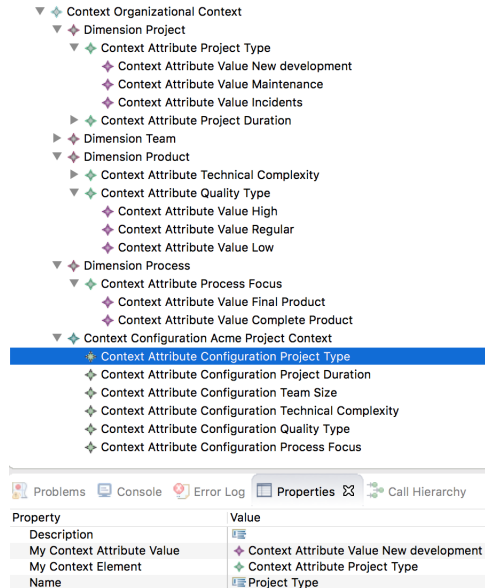 Context Organizational Context
Dimension Project
Context Attribute Project Type
Context Attribute Value New development
Context Attribute Value Maintenance
Context Attribute Value Incidents
Context Attribute Project Duration
Dimension Team
Dimension Product
Context Attribute Technical Complexity
Context Attribute Quality Type
Context Attribute Value High
Context Attribute Value Regular
Context Attribute Value Low
Dimension Process
Context Attribute Process Focus
Context Attribute Value Final Product
Context Attribute Value Complete Product
Context Configuration Acme Project Context
Context Attribute Configuration Project Type
Context Attribute Configuration Project Duration
Context Attribute Configuration Team Size
Context Attribute Configuration Technical Complexity
Context Attribute Configuration Quality Type
Context Attribute Configuration Process Focus
Problems Console Error Log Properties Call Hierarchy
Property Value
Description
My Context Attribute Value Context Attribute Value New development
My Context Element Context Attribute Project Type
Name Project Type